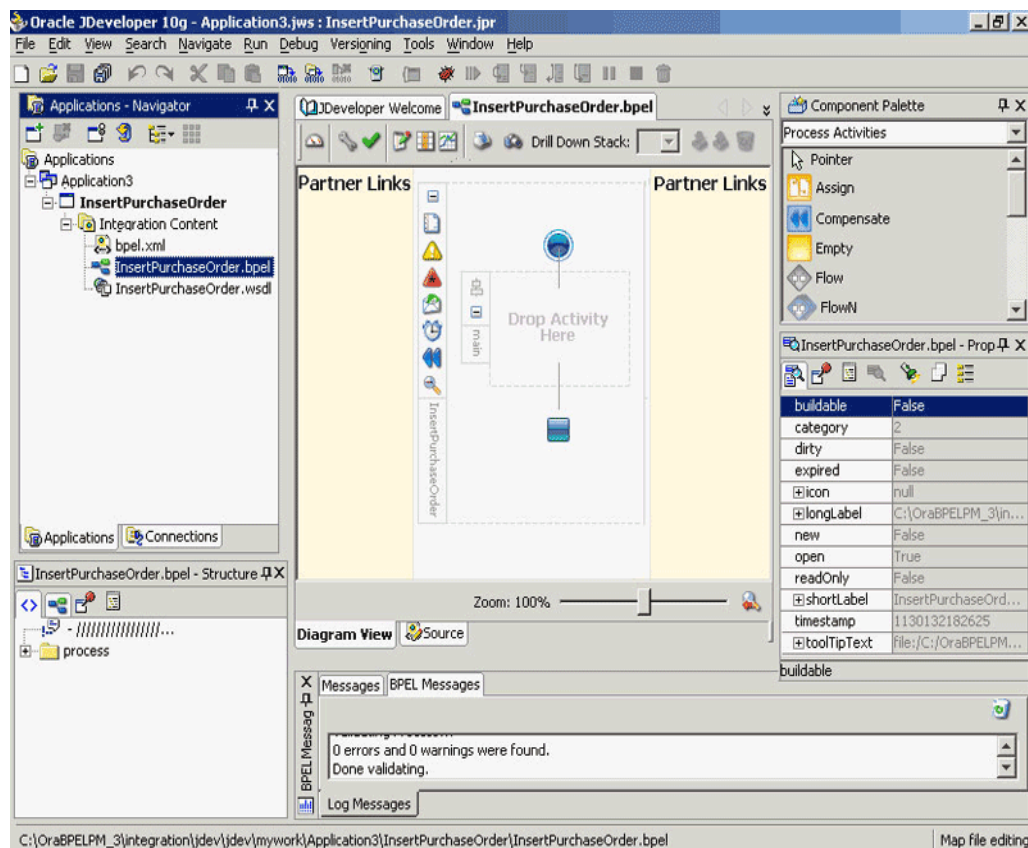 Oracle JDeveloper 10g - Application3.jws : InsertPurchaseOrder.jpr
File Edit View Search Navigate Run Debug Versioning Tools Window Help
Applications - Navigator
Applications
Application3
InsertPurchaseOrder
Integration Content
bpel.xml
InsertPurchaseOrder.bpel
InsertPurchaseOrder.wsdl
Applications Connections
InsertPurchaseOrder.bpel - Structure
- ////////////////...
process
JDeveloper Welcome InsertPurchaseOrder.bpel
Drill Down Stack:
Partner Links Partner Links
Drop Activity
Here
main
InsertPurchaseOrder
Zoom: 100%
Diagram View Source
Component Palette
Process Activities
Pointer
Assign
Compensate
Empty
Flow
FlowN
InsertPurchaseOrder.bpel - Prop
buildable False
category 2
dirty False
expired False
icon null
longLabel C:\OraBPELPM_3\in...
new False
open True
readOnly False
shortLabel InsertPurchaseOrd...
timestamp 1130132182625
toolTipText file:/C:/OraBPELPM...
buildable
Messages BPEL Messages
BPEL Messag
0 errors and 0 warnings were found.
Done validating.
Log Messages
C:\OraBPELPM_3\integration\jdev\jdev\mywork\Application3\InsertPurchaseOrder\InsertPurchaseOrder.bpel Map file editing